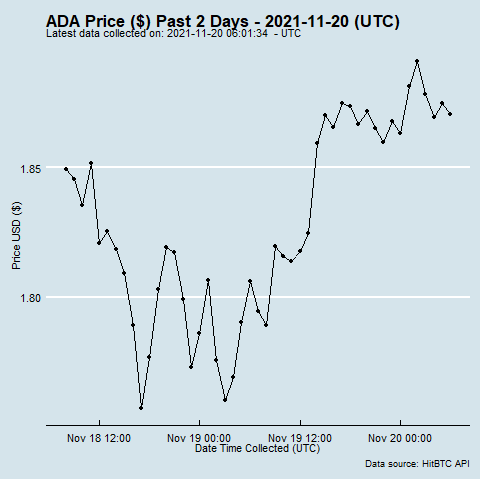 ADA Price ($) Past 2 Days - 2021-11-20 (UTC)
Latest data collected on: 2021-11-20 06:01:34  - UTC
Price USD ($)
1.85
1.80
Nov 18 12:00
Nov 19 00:00
Nov 19 12:00
Nov 20 00:00
Date Time Collected (UTC)
Data source: HitBTC API